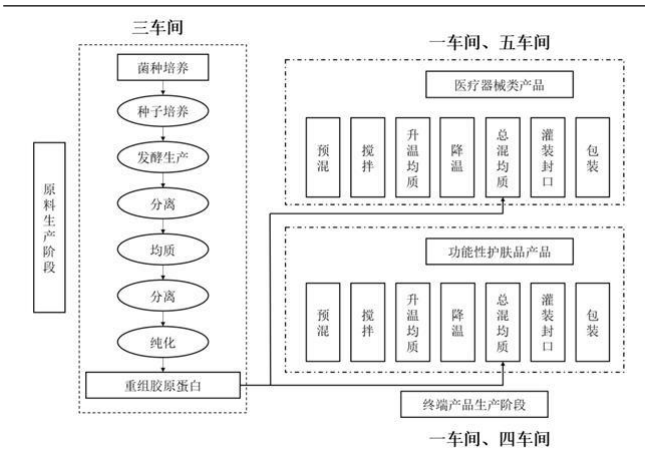 三车间
菌种培养
种子培养
发酵生产
分离
均质
分离
纯化
重组胶原蛋白
原料生产阶段
一车间、五车间
医疗器械类产品
预混
搅拌
升温均质
降温
总混均质
灌装封口
包装
功能性护肤品产品
预混
搅拌
升温均质
降温
总混均质
灌装封口
包装
终端产品生产阶段
一车间、四车间